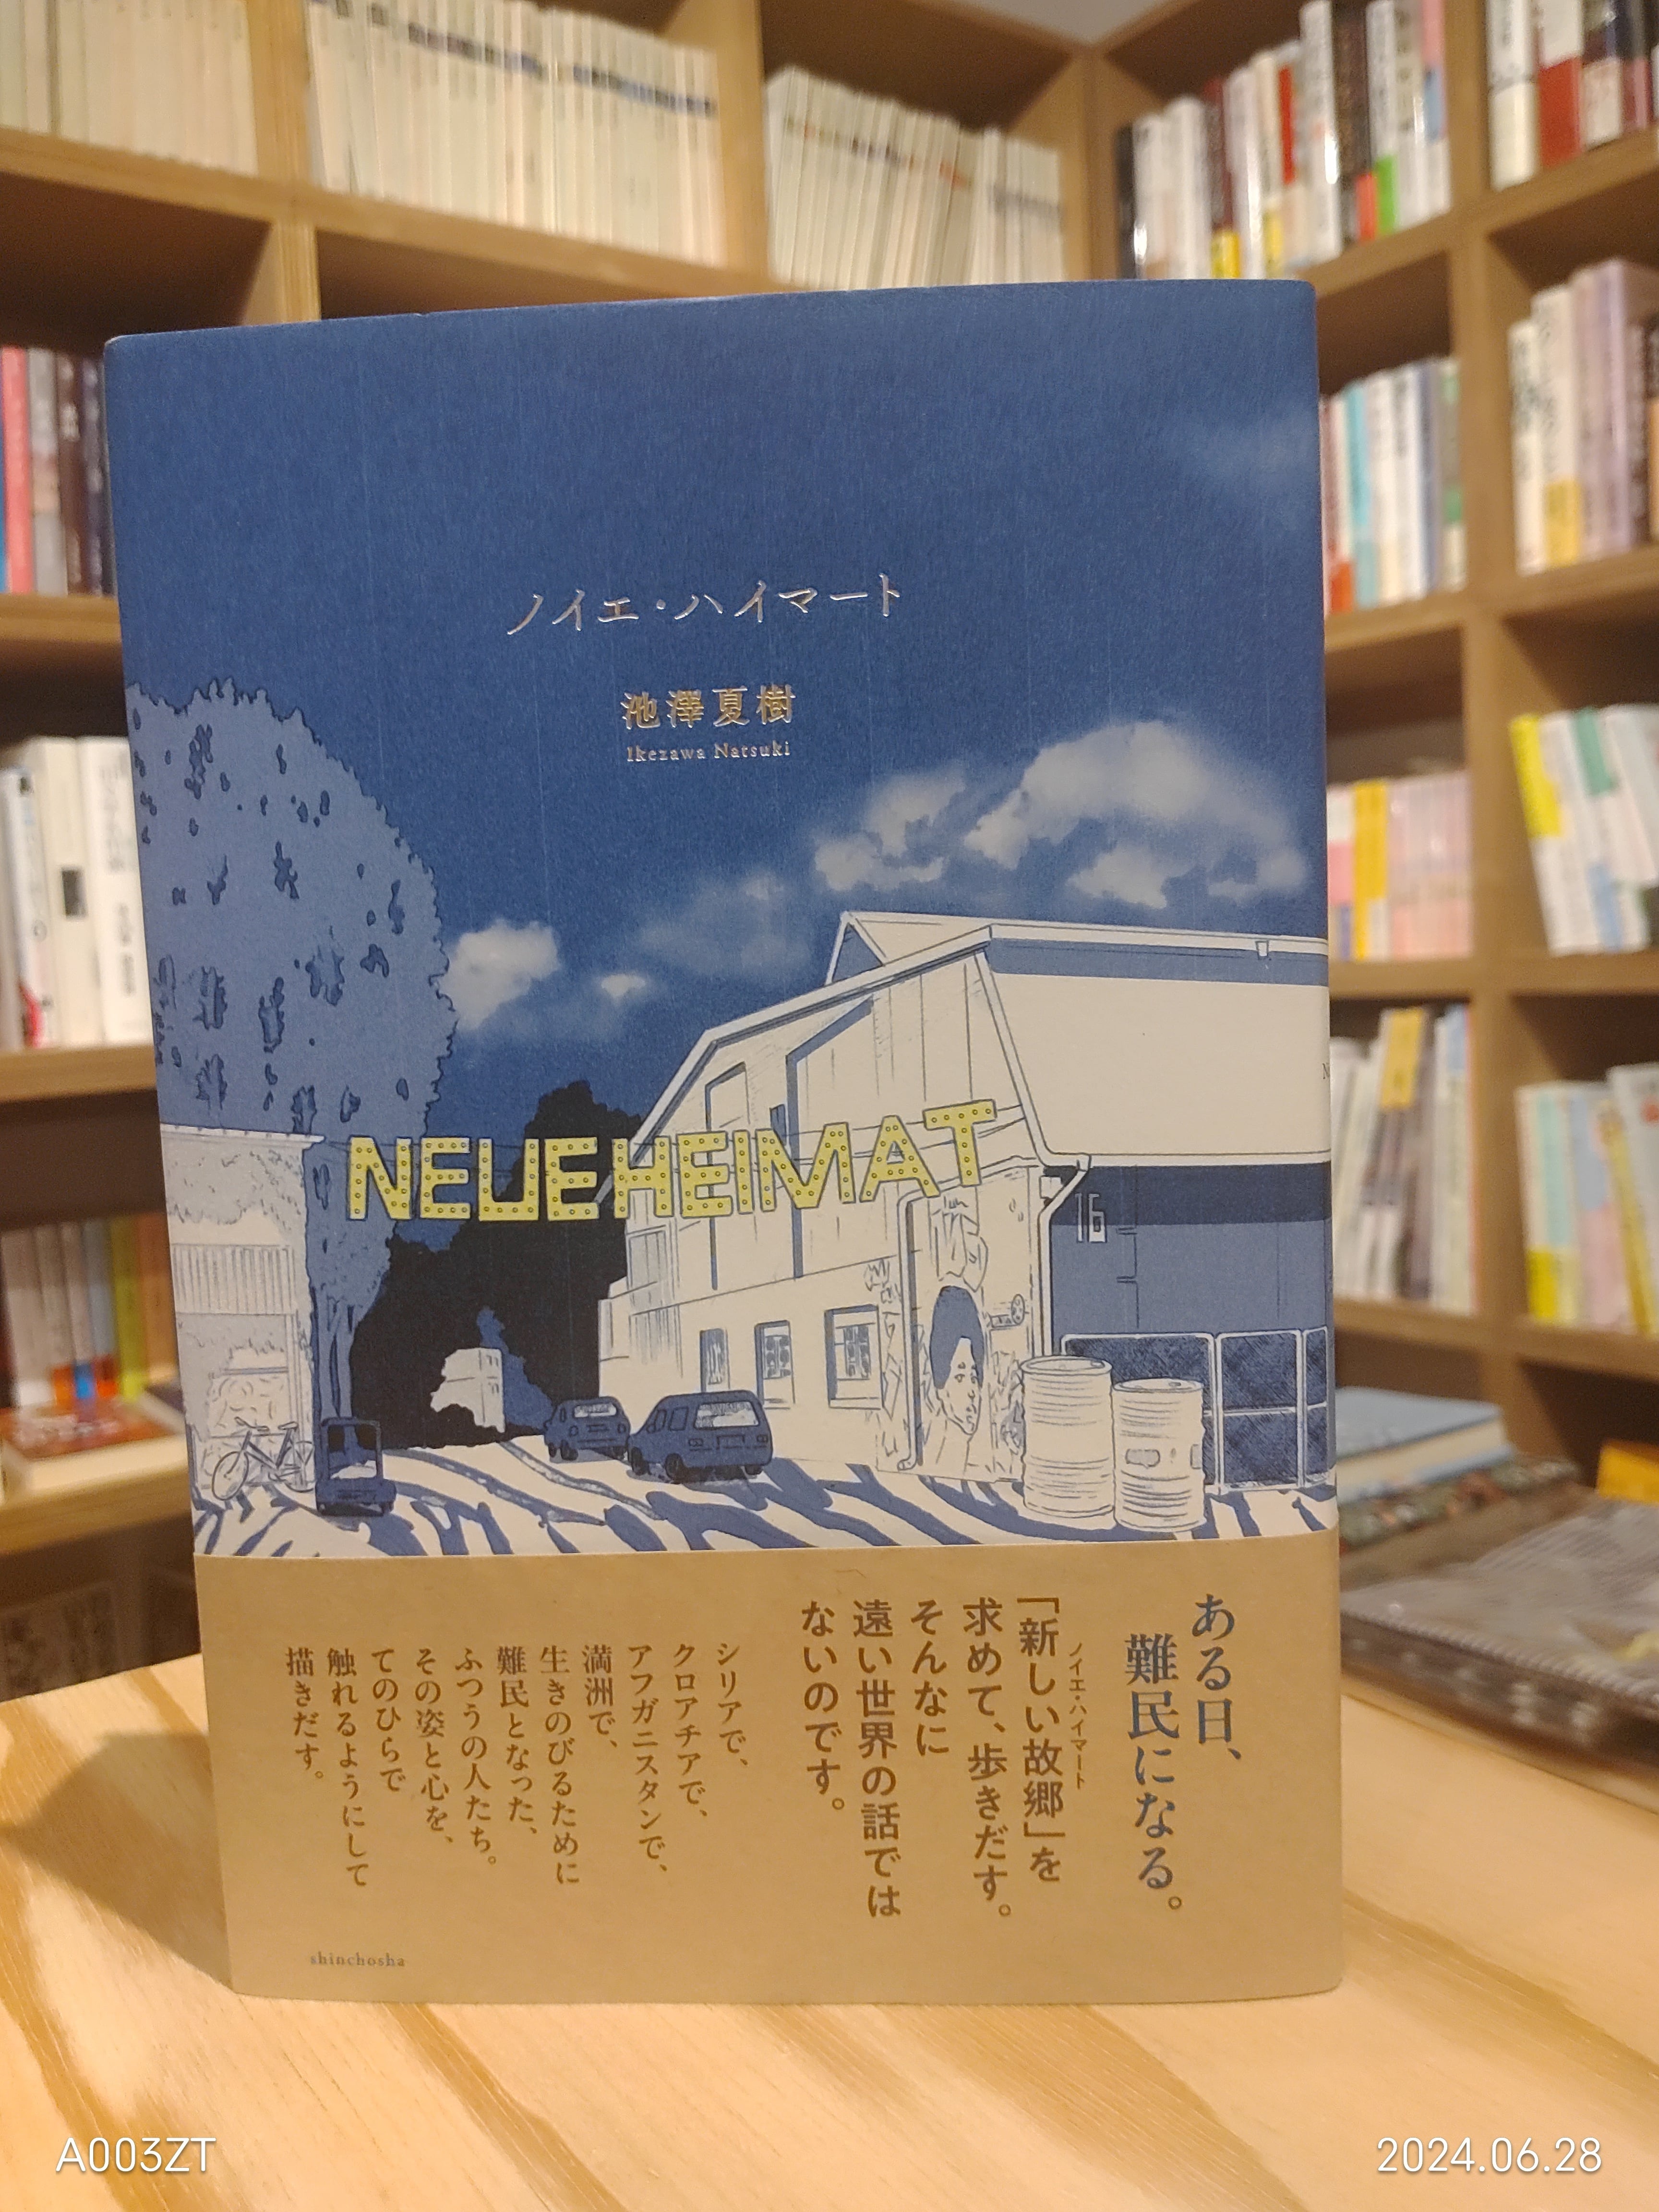 ノイエ・ハイマート
池澤夏樹
Ikezawa Natsuki
NEUE HEIMAT
16
ある日、
難民になる。
ノイエ・ハイマート
「新しい故郷」を
求めて、歩きだす。
そんなに
遠い世界の話では
ないのです。
シリアで、
クロアチアで、
アフガニスタンで、
満洲で、
生きのびるために
難民となった、
ふつうの人たち。
その姿と心を、
てのひらで
触れるようにして
描きだす。
shinchosha
A003ZT
2024.06.28